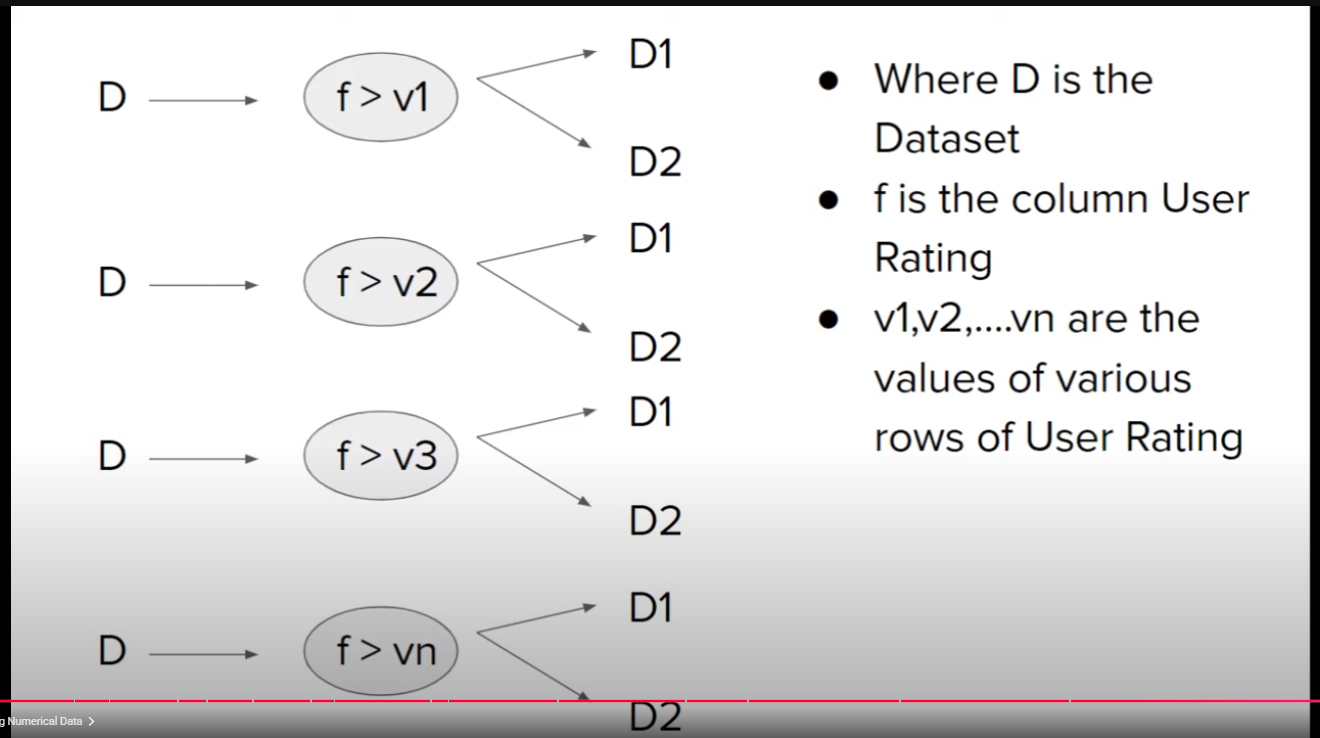 D
f > v1
D1
D2
D
f > v2
D1
D2
D
f > v3
D1
D2
D
f > vn
D1
D2
● Where D is the
Dataset
● f is the column User
Rating
● v1,v2,....vn are the
values of various
rows of User Rating
g Numerical Data >